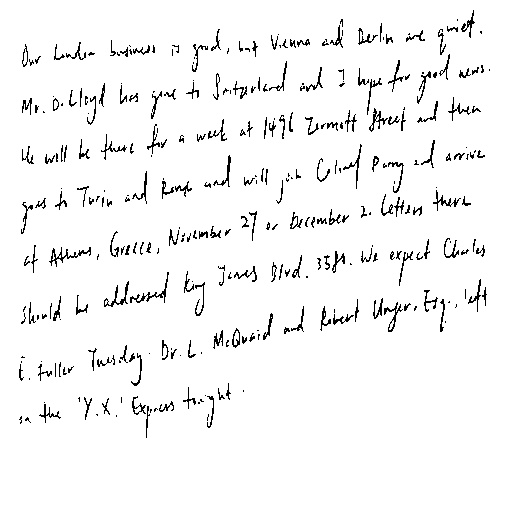 Our London business is good, but Vienna and Berlin are quiet.
Mr. D. Lloyd has gone to Switzerland and I hope for good news.
He will be there for a week at 1496 Zermott Street and then
goes to Turin and Rome and will join Colonel Parry and arrive
at Athens, Greece, November 27 or December 2. Letters there
should be addressed King James Blvd. 3580. We expect Charles
E. Fuller Tuesday. Dr. L. McQuaid and Robert Unger, Esq., left
on the 'Y.X.' Express tonight.